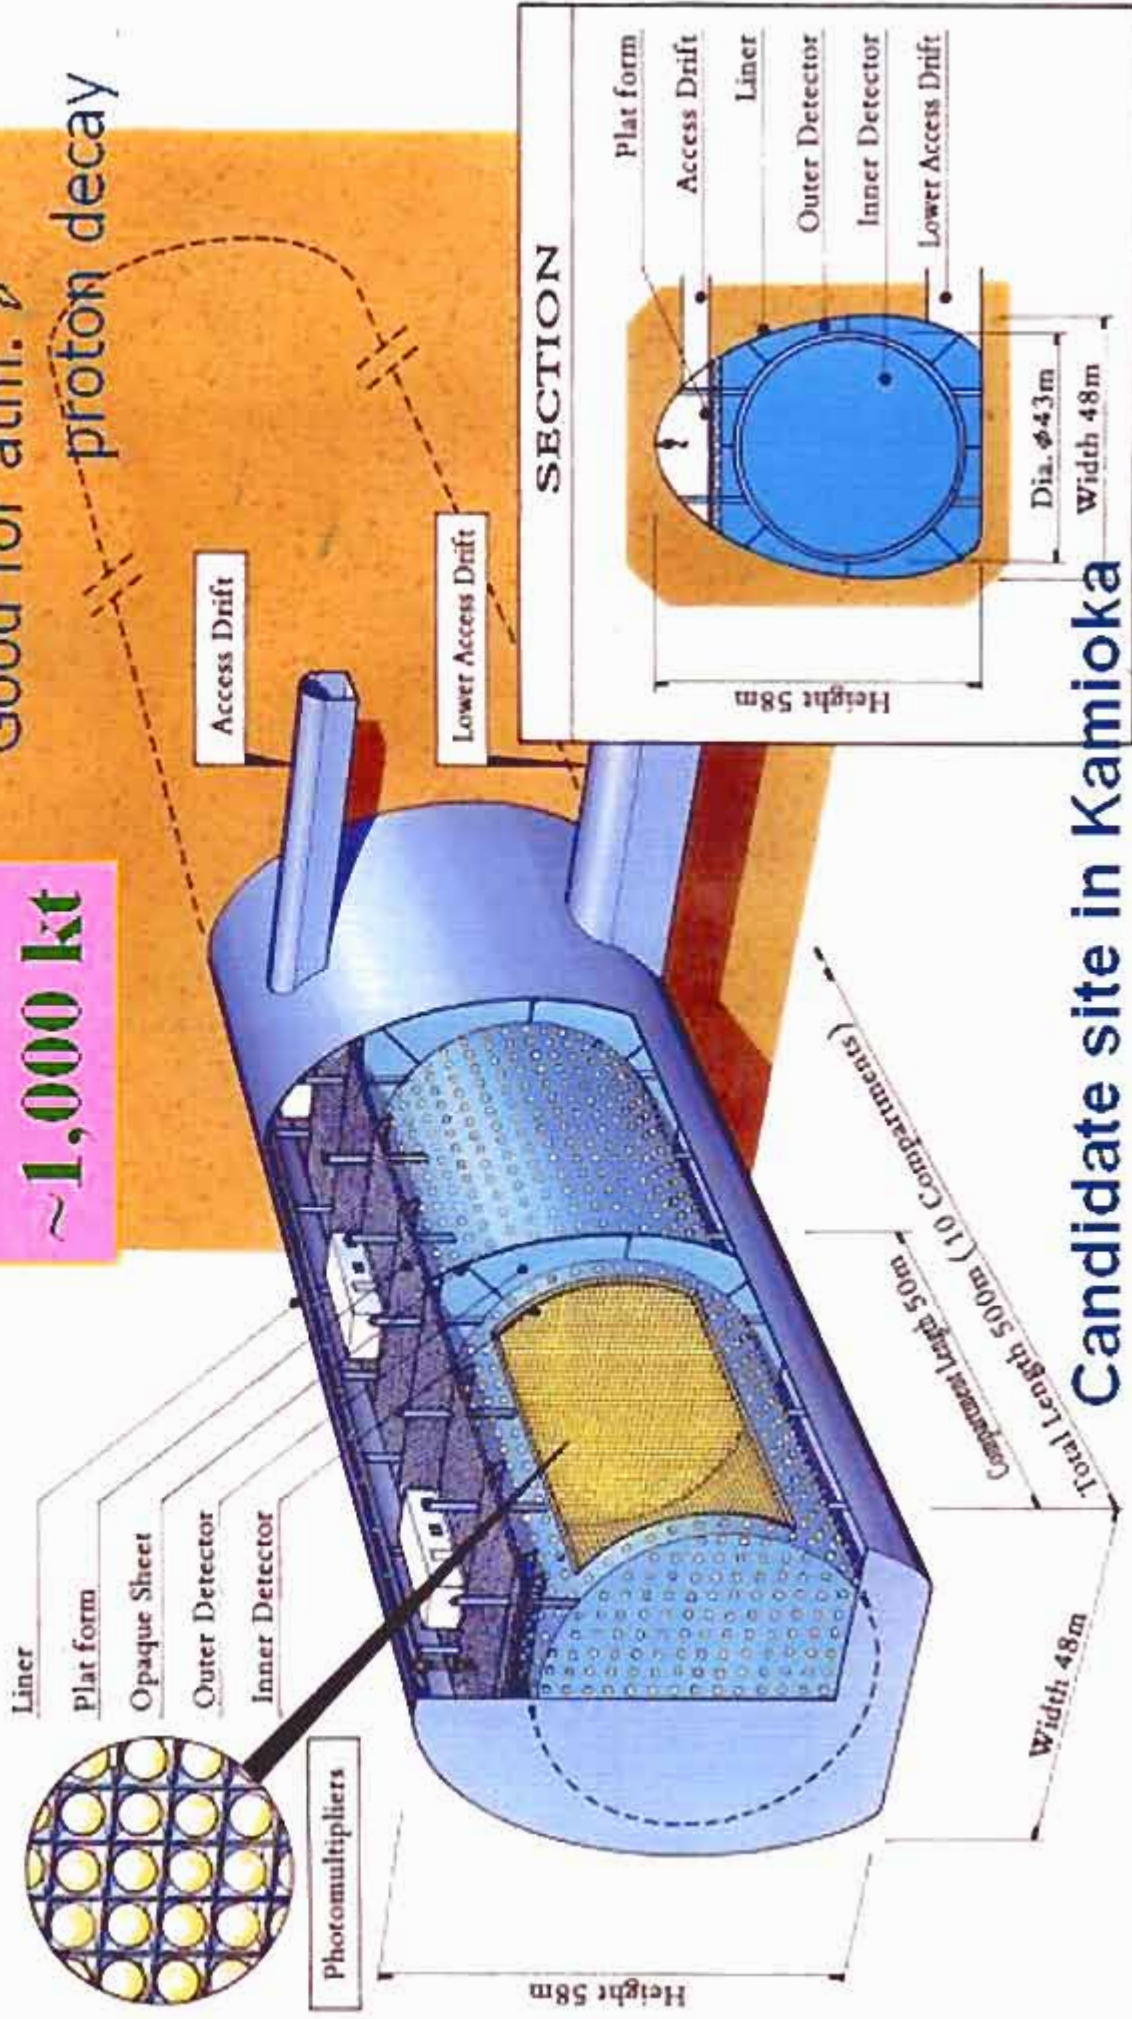 Good for atm. ν
proton decay
~1,000 kt
Liner
Plat form
Opaque Sheet
Outer Detector
Inner Detector
Photomultipliers
Access Drift
Lower Access Drift
Height 58m
Width 48m
Compartment Length 50m
Total Length 500m (10 Compartments)
SECTION
Plat form
Access Drift
Liner
Outer Detector
Inner Detector
Lower Access Drift
Height 58m
Dia. φ43m
Width 48m
Candidate site in Kamioka